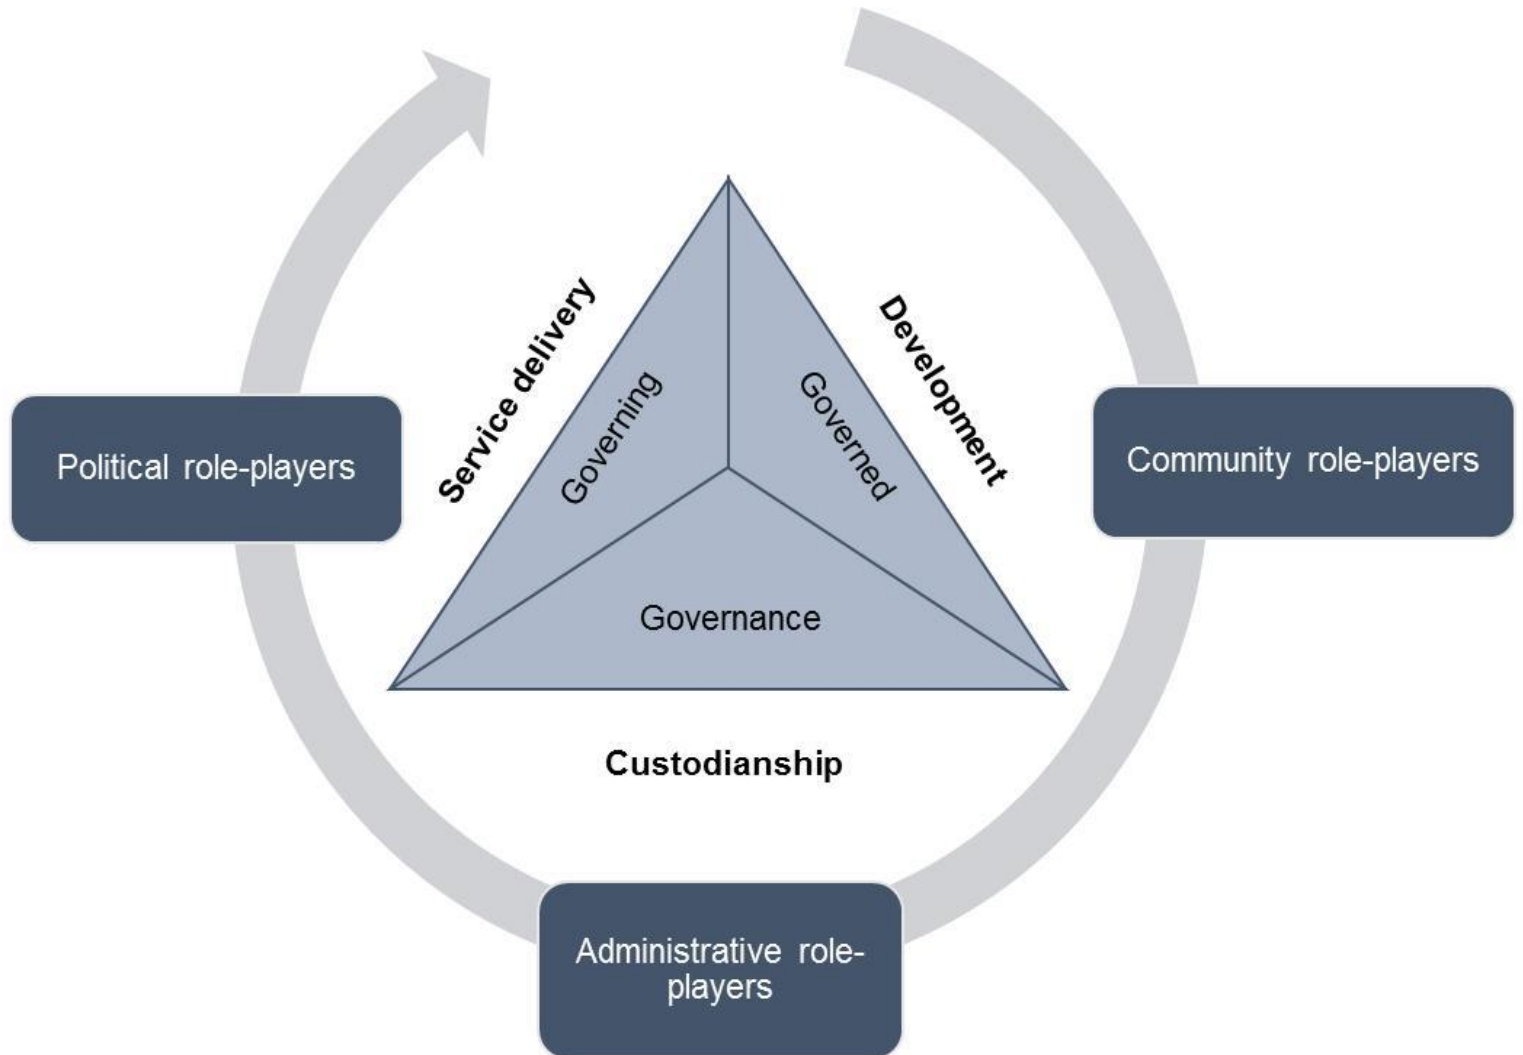 Service delivery
Governing
Governed
Development
Political role-players
Community role-players
Governance
Custodianship
Administrative role-
players